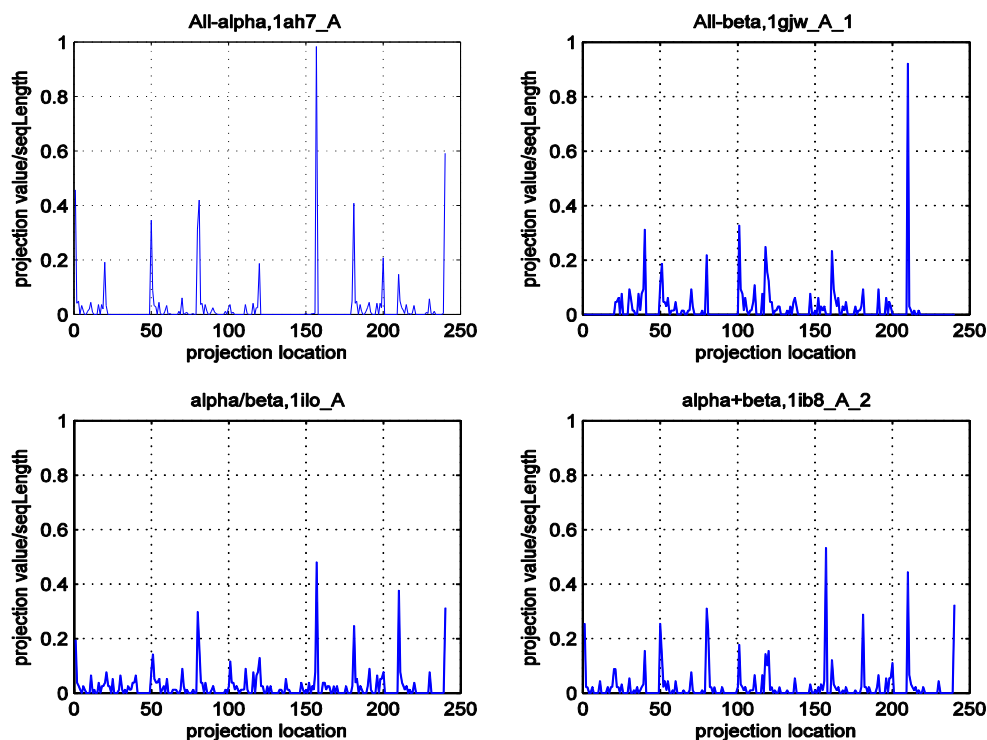 All-alpha,1ah7_A
projection value/seqLength
1
0.8
0.6
0.4
0.2
0
0 50 100 150 200 250
projection location
All-beta,1gjw_A_1
projection value/seqLength
1
0.8
0.6
0.4
0.2
0
0 50 100 150 200 250
projection location
alpha/beta,1ilo_A
projection value/seqLength
1
0.8
0.6
0.4
0.2
0
0 50 100 150 200 250
projection location
alpha+beta,1ib8_A_2
projection value/seqLength
1
0.8
0.6
0.4
0.2
0
0 50 100 150 200 250
projection location